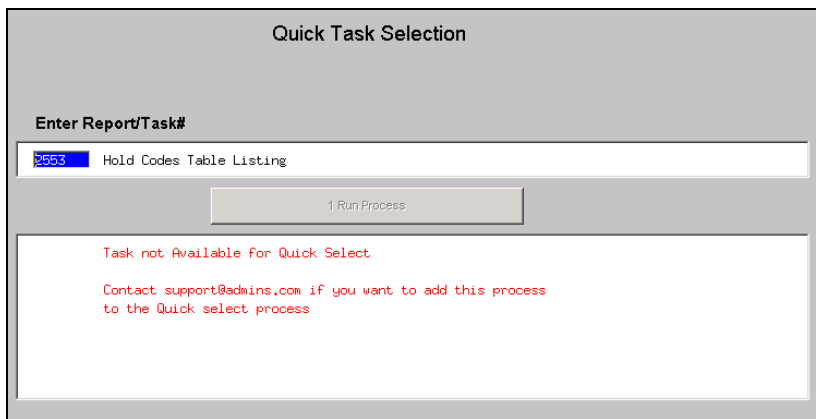 Quick Task Selection
Enter Report/Task#
2553 Hold Codes Table Listing
1 Run Process
Task not Available for Quick Select
Contact support@admins.com if you want to add this process
to the Quick select process